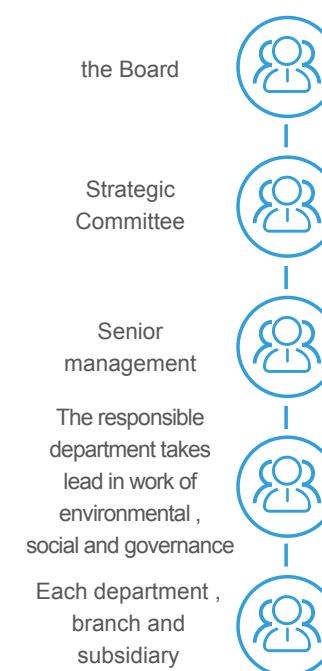 the Board
Strategic
Committee
Senior
management
The responsible
department takes
lead in work of
environmental ,
social and governance
Each department ,
branch and
subsidiary